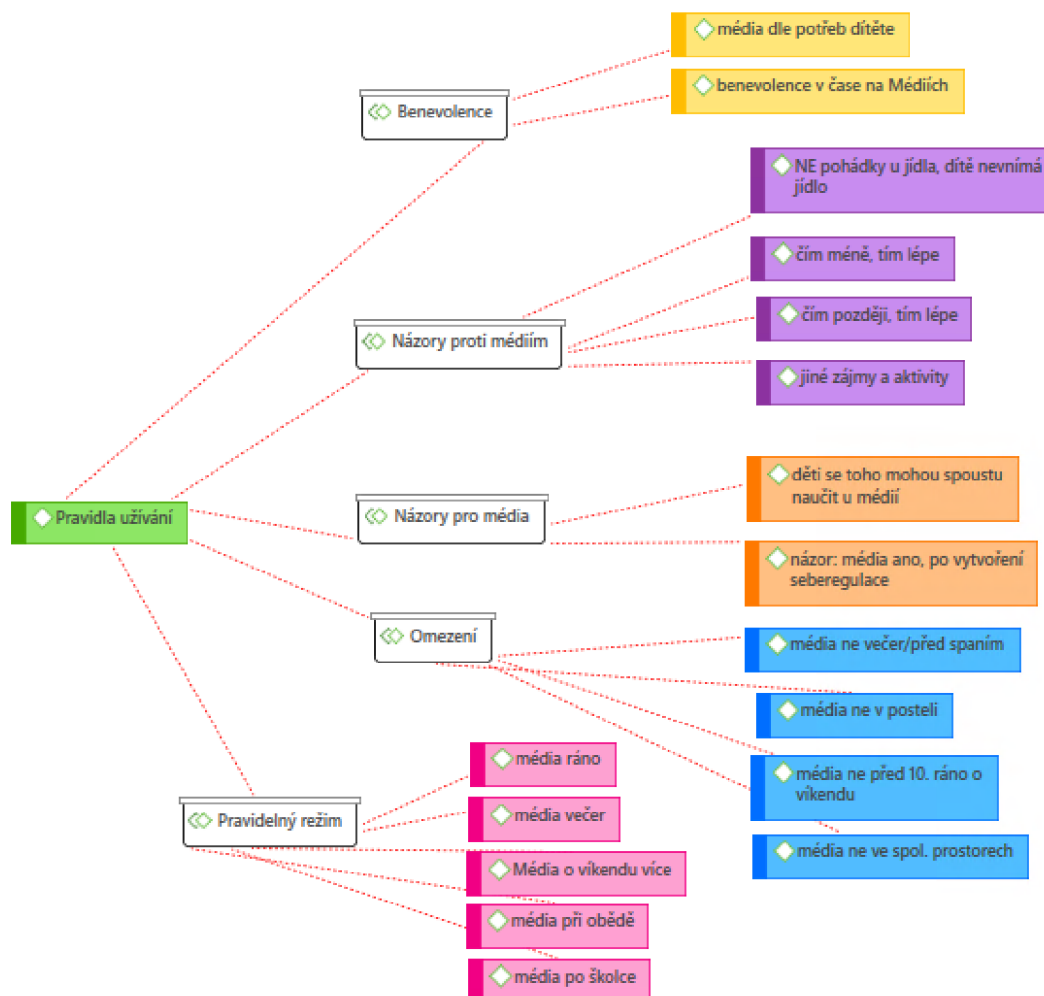 média dle potřeb dítěte
benevolence v čase na Médiích
Benevolence
NE pohádky u jídla, dítě nevnímá
jídlo
čím méně, tím lépe
čím později, tím lépe
Názory proti médiím
jiné zájmy a aktivity
děti se toho mohou spoustu
naučit u médií
Pravidla užívání
Názory pro média
názor: média ano, po vytvoření
seberegulace
Omezení
média ne večer/před spaním
média ne v posteli
média ne před 10. ráno o
víkendu
média ne ve spol. prostorech
Pravidelný režim
média ráno
média večer
Média o víkendu více
média při obědě
média po školce